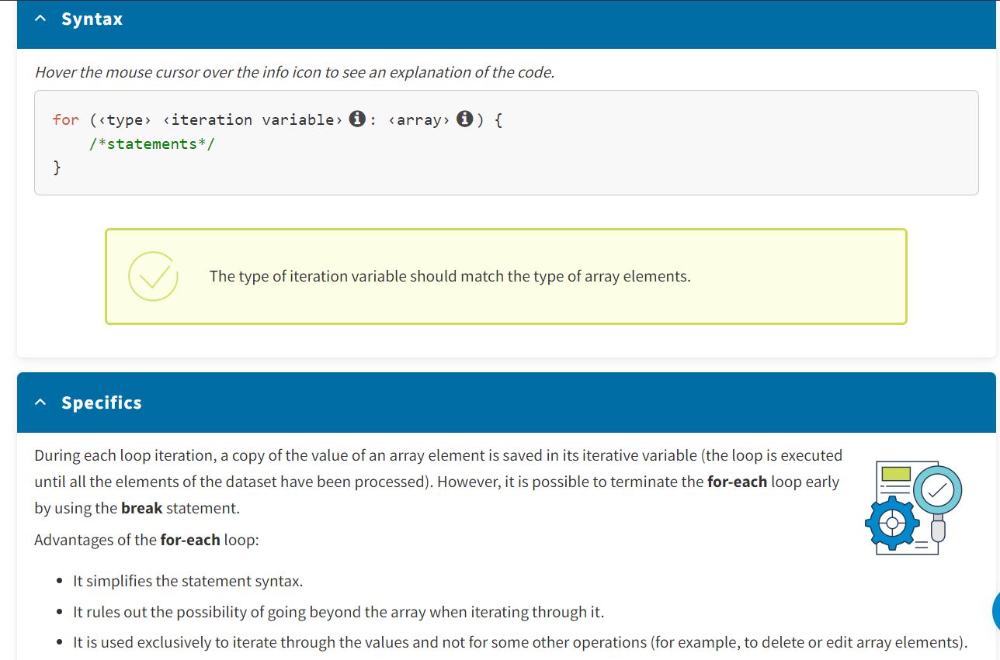 Syntax
Hover the mouse cursor over the info icon to see an explanation of the code.
for (‹type› ‹iteration variable› i: ‹array› i) {
/*statements*/
}
The type of iteration variable should match the type of array elements.
Specifics
During each loop iteration, a copy of the value of an array element is saved in its iterative variable (the loop is executed
until all the elements of the dataset have been processed). However, it is possible to terminate the for-each loop early
by using the break statement.
Advantages of the for-each loop:
• It simplifies the statement syntax.
• It rules out the possibility of going beyond the array when iterating through it.
• It is used exclusively to iterate through the values and not for some other operations (for example, to delete or edit array elements).